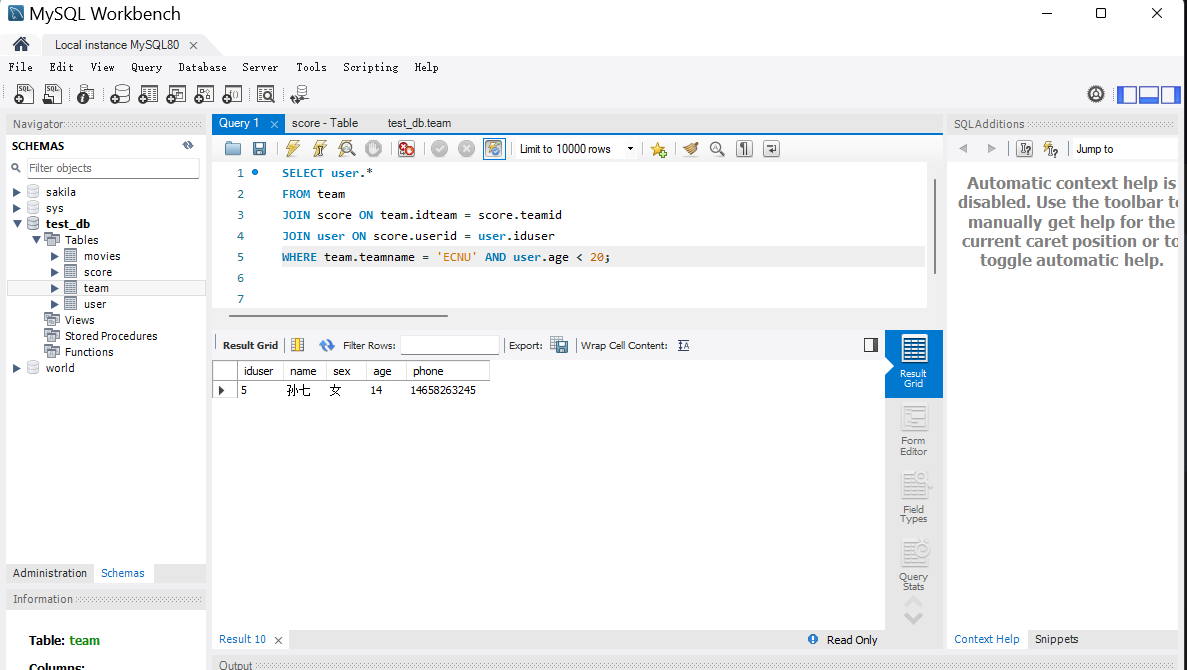 MySQL Workbench
Local instance MySQL80
File Edit View Query Database Server Tools Scripting Help
Navigator
SCHEMAS
Filter objects
sakila
sys
test_db
Tables
movies
score
team
user
Views
Stored Procedures
Functions
world
Administration Schemas
Information
Table: team
Columns:
Query 1 score - Table test_db.team
Limit to 10000 rows
1 SELECT user.*
2 FROM team
3 JOIN score ON team.idteam = score.teamid
4 JOIN user ON score.userid = user.iduser
5 WHERE team.teamname = 'ECNU' AND user.age < 20;
6
7
Result Grid Filter Rows: Export: Wrap Cell Content:
iduser name sex age phone
5 孙七 女 14 14658263245
Result Grid
Form Editor
Field Types
Query Stats
Result 10 Read Only
Output
SQLAdditions
Jump to
Automatic context help is
disabled. Use the toolbar to
manually get help for the
current caret position or to
toggle automatic help.
Context Help Snippets